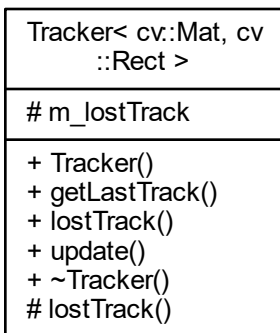 Tracker< cv::Mat, cv
::Rect >
# m_lostTrack
+ Tracker()
+ getLastTrack()
+ lostTrack()
+ update()
+ ~Tracker()
# lostTrack()